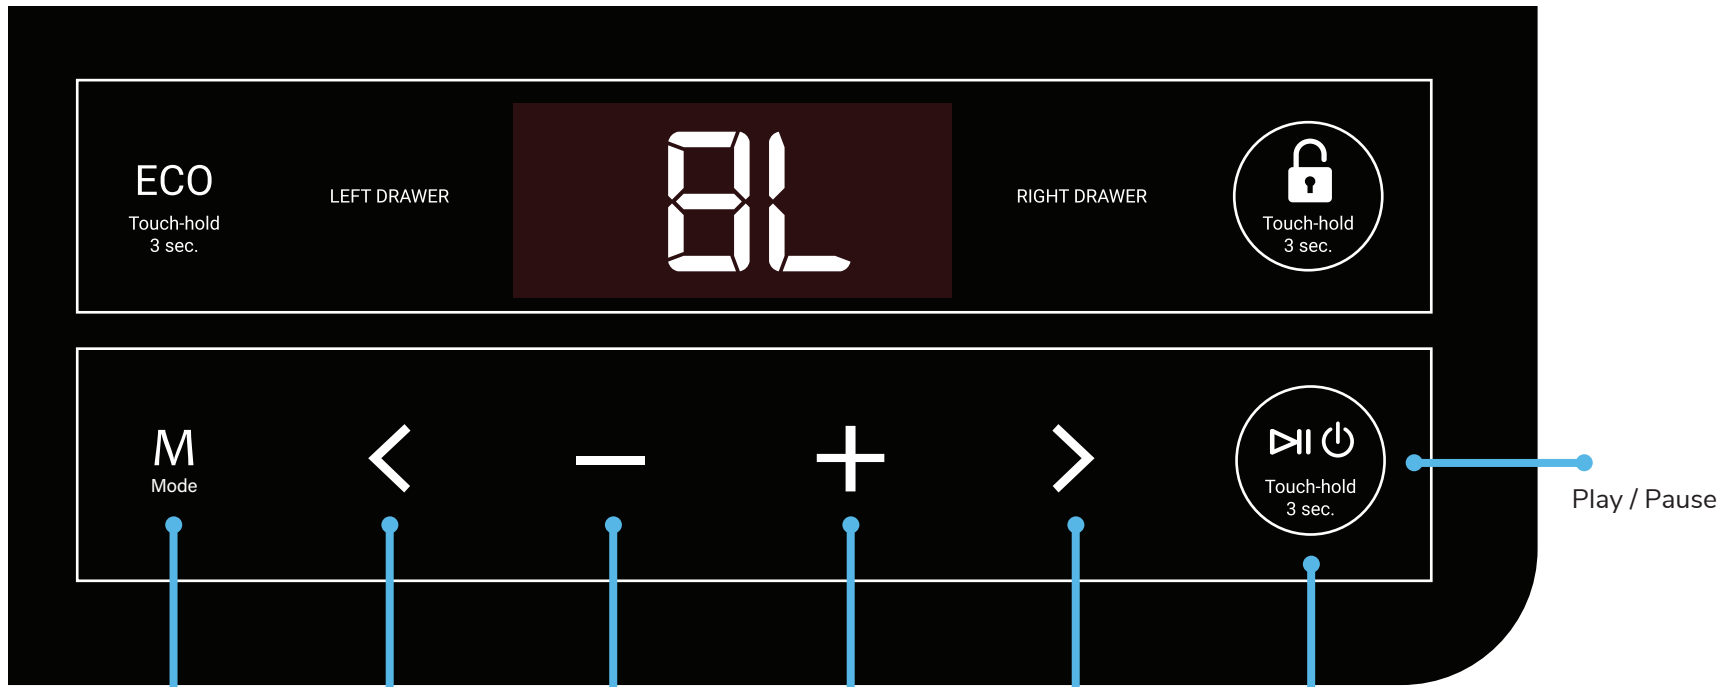 ECO
Touch-hold
3 sec.
LEFT DRAWER
8L
RIGHT DRAWER
Touch-hold
3 sec.
M
Mode
Touch-hold
3 sec.
Play / Pause